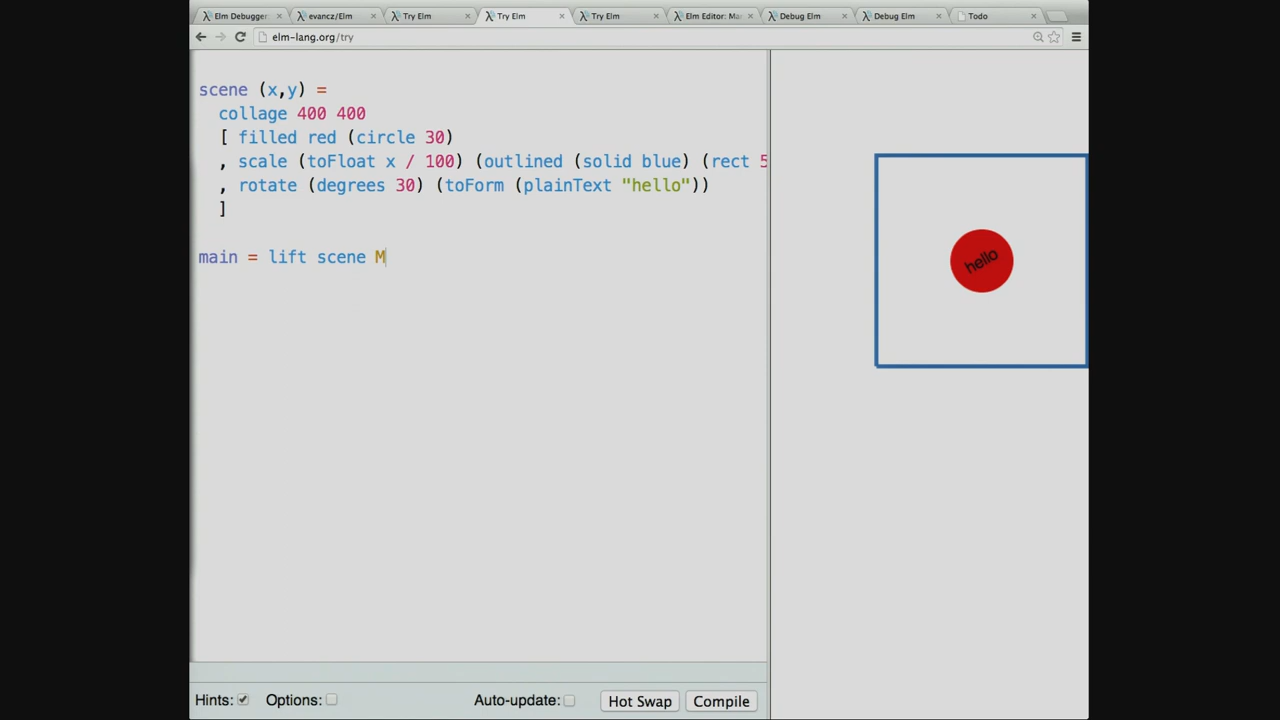 Elm Debugger evancz/Elm Try Elm Try Elm Try Elm Elm Editor: Ma Debug Elm Debug Elm Todo
elm-lang.org/try
scene (x,y) =
collage 400 400
[ filled red (circle 30)
, scale (toFloat x / 100) (outlined (solid blue) (rect 5
, rotate (degrees 30) (toForm (plainText "hello"))
]
main = lift scene M
hello
Hints: Options: Auto-update: Hot Swap Compile